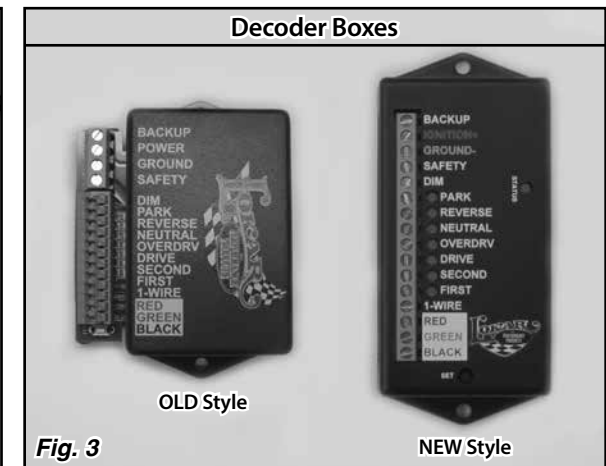 Decoder Boxes
BACKUP
POWER
GROUND
SAFETY
DIM
PARK
REVERSE
NEUTRAL
OVERDRV
DRIVE
SECOND
FIRST
1-WIRE
RED
GREEN
BLACK
OLD Style
BACKUP
IGNITION+
GROUND-
SAFETY
DIM
PARK
REVERSE
NEUTRAL
OVERDRV
DRIVE
SECOND
FIRST
1-WIRE
RED
GREEN
BLACK
STATUS
LOKAR
SET
NEW Style
Fig. 3